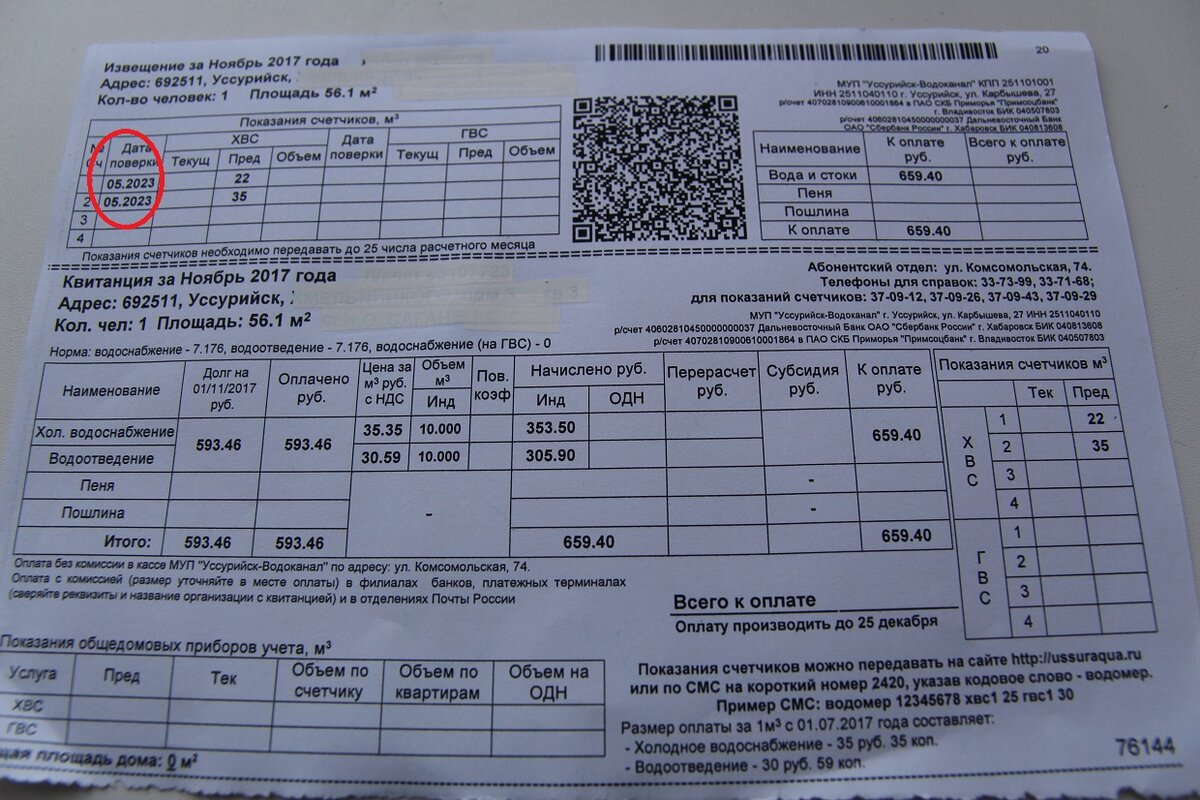 20
Извещение за Ноябрь 2017 года
Адрес: 692511, Уссурийск,
Кол-во человек: 1 Площадь 56.1 м²
МУП "Уссурийск-Водоканал" КПП 251101001
ИНН 2511040110 г. Уссурийск, ул. Карбышева, 27
р/счет 40702810900610001864 в ПАО СКБ Приморья "Примсоцбанк"
г. Владивосток БИК 040507803
р/счет 40602810450000000037 Дальневосточный Банк
ОАО "Сбербанк России" г. Хабаровск БИК 040813608
Показания счетчиков, м³
Дата поверки ХВС Дата поверки ГВС
Текущ Пред Объем Текущ Пред Объем
05.2023 22
2 05.2023 35
3
4
Показания счетчиков необходимо передавать до 25 числа расчетного месяца
Наименование К оплате руб. Всего к оплате руб.
Вода и стоки 659.40
Пеня
Пошлина
К оплате 659.40
Квитанция за Ноябрь 2017 года
Адрес: 692511, Уссурийск,
Кол. чел: 1 Площадь: 56.1 м²
Абонентский отдел: ул. Комсомольская, 74.
Телефоны для справок: 33-73-99, 33-71-68;
для показаний счетчиков: 37-09-12, 37-09-26, 37-09-43, 37-09-29
МУП "Уссурийск-Водоканал" г. Уссурийск, ул. Карбышева, 27 ИНН 2511040110
р/счет 40602810450000000037 Дальневосточный Банк ОАО "Сбербанк России" г. Хабаровск БИК 040813608
р/счет 40702810900610001864 в ПАО СКБ Приморья "Примсоцбанк" г. Владивосток БИК 040507803
Норма: водоснабжение - 7.176, водоотведение - 7.176, водоснабжение (на ГВС) - 0
Наименование Долг на 01/11/2017 руб. Оплачено руб. Цена за м³ руб. с НДС Объем м³ Пов. коэф Начислено руб. Перерасчет руб. Субсидия руб. К оплате руб.
Инд Инд ОДН
Хол. водоснабжение 593.46 593.46 35.35 10.000 353.50 659.40
Водоотведение 30.59 10.000 305.90
Пеня -
Пошлина - -
Итого: 593.46 593.46 659.40 659.40
Показания счетчиков м³
Тек Пред
ХВС 1 22
2 35
3
4
ГВС 1
2
3
4
Оплата без комиссии в кассе МУП "Уссурийск-Водоканал" по адресу: ул. Комсомольская, 74.
Оплата с комиссией (размер уточняйте в месте оплаты) в филиалах банков, платежных терминалах
(сверяйте реквизиты и название организации с квитанцией) и в отделениях Почты России
Всего к оплате
Оплату производить до 25 декабря
Показания общедомовых приборов учета, м³
Услуга Пред Тек Объем по счетчику Объем по квартирам Объем на ОДН
ХВС
ГВС
площадь дома: 0 м²
Показания счетчиков можно передавать на сайте http://ussuraqua.ru
или по СМС на короткий номер 2420, указав кодовое слово - водомер.
Пример СМС: водомер 12345678 хвс1 25 гвс1 30
Размер оплаты за 1м³ с 01.07.2017 года составляет:
- Холодное водоснабжение - 35 руб. 35 коп.
- Водоотведение - 30 руб. 59 коп.
76144